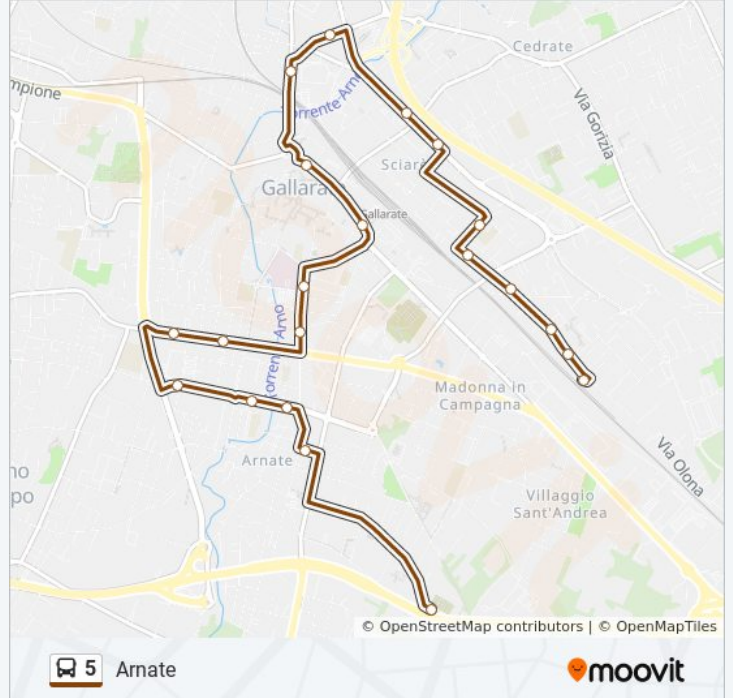 Cedrate
mpione
Via Gorizia
Torrente Arno
Sciarè
Gallarate
Gallarate
Torrente Arno
Madonna in
Campagna
Via Olona
Arnate
no
po
Villaggio
Sant'Andrea
© OpenStreetMap contributors | © OpenMapTiles
5 Arnate
moovit